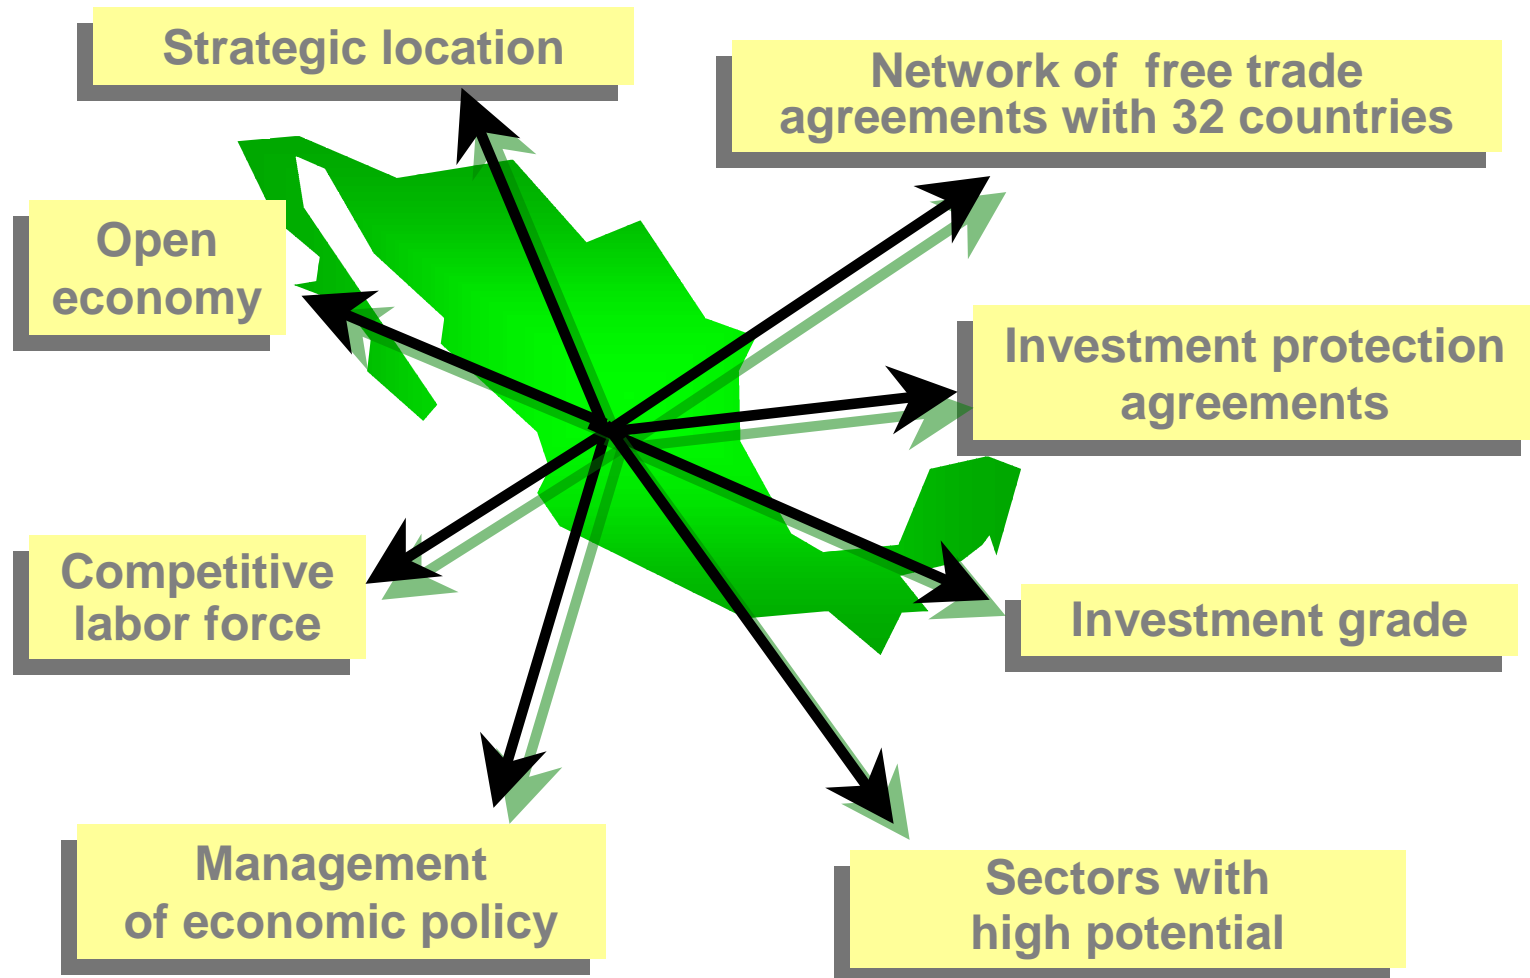 Strategic location
Network of  free trade
agreements with 32 countries
Open
economy
Investment protection
agreements
Competitive
labor force
Investment grade
Management
of economic policy
Sectors with
high potential